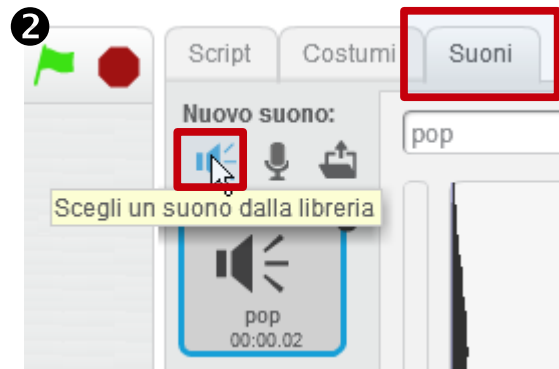 2
Script Costumi Suoni
Nuovo suono:
pop
Scegli un suono dalla libreria
pop
00:00.02